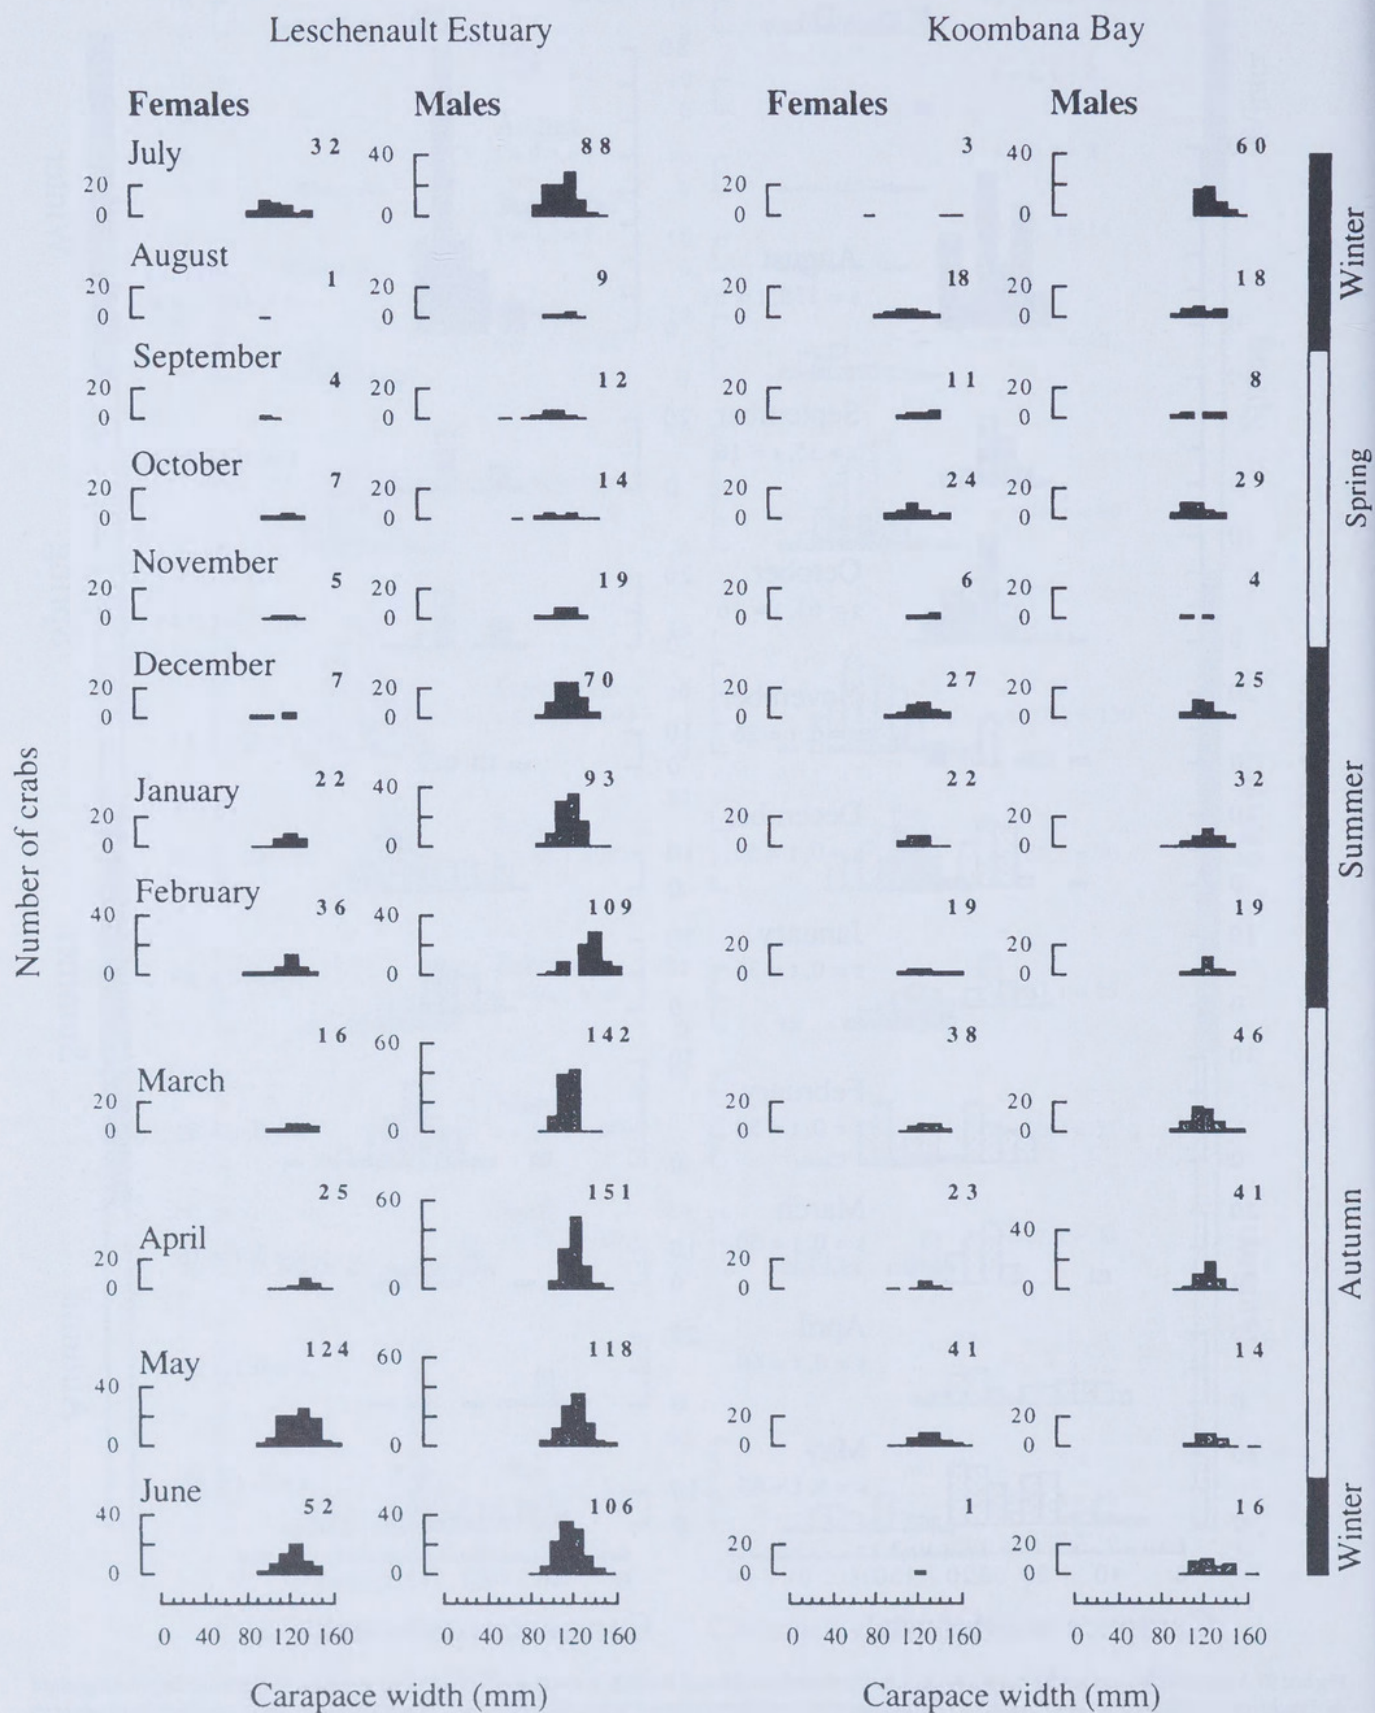 Leschenault Estuary Koombana Bay
Females Males Females Males
July 32 88 3 60
20 0 40 0 20 0 40 0
August 1 9 18 18
20 0 20 0 20 0 20 0
September 4 12 11 8
20 0 20 0 20 0 20 0
October 7 14 24 29
20 0 20 0 20 0 20 0
November 5 19 6 4
20 0 20 0 20 0 20 0
December 7 70 27 25
20 0 20 0 20 0 20 0
January 22 93 22 32
20 0 40 0 20 0 20 0
February 36 109 19 19
40 0 40 0 20 0 20 0
March 16 142 38 46
20 0 60 0 20 0 20 0
April 25 151 23 41
20 0 60 0 20 0 40 0
May 124 118 41 14
40 0 60 0 20 0 20 0
June 52 106 1 16
40 0 40 0 20 0 20 0
0 40 80 120 160 0 40 80 120 160 0 40 80 120 160 0 40 80 120 160
Carapace width (mm) Carapace width (mm)
Number of crabs
Winter
Spring
Summer
Autumn
Winter